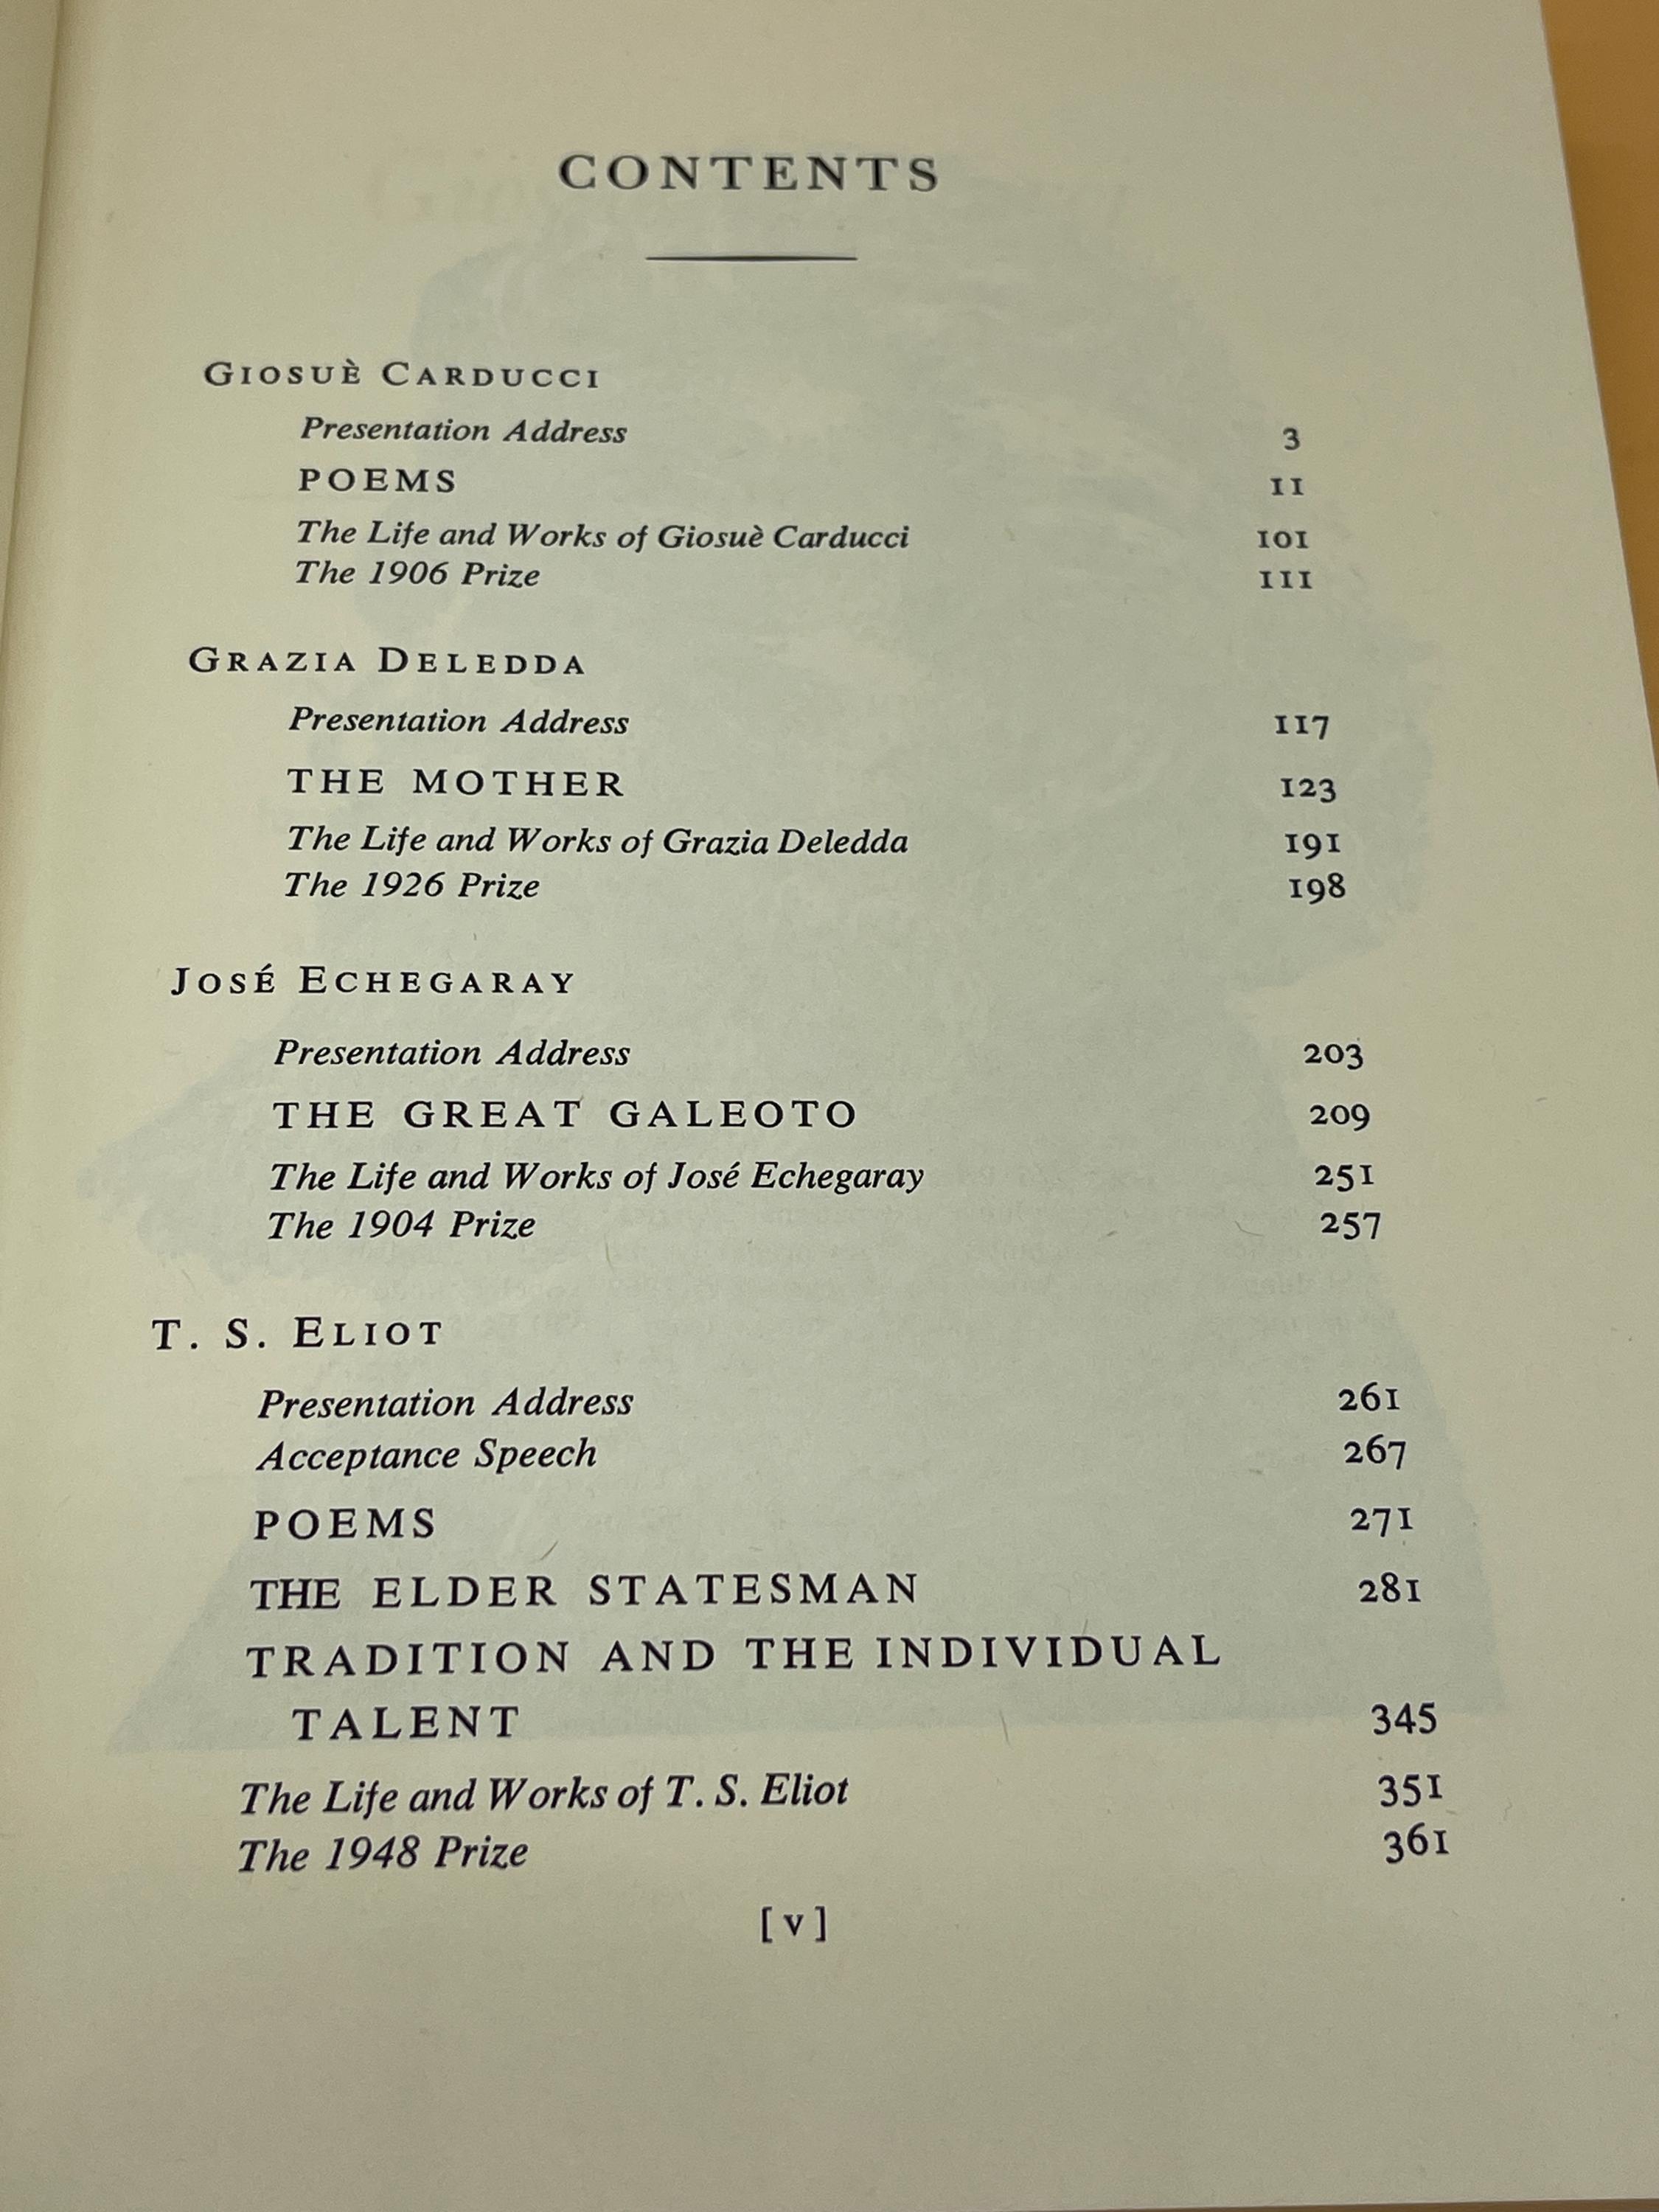 CONTENTS
GIOSUÈ CARDUCCI
Presentation Address 3
POEMS 11
The Life and Works of Giosuè Carducci 101
The 1906 Prize 111
GRAZIA DELEDDA
Presentation Address 117
THE MOTHER 123
The Life and Works of Grazia Deledda 191
The 1926 Prize 198
JOSÉ ECHEGARAY
Presentation Address 203
THE GREAT GALEOTO 209
The Life and Works of José Echegaray 251
The 1904 Prize 257
T. S. ELIOT
Presentation Address 261
Acceptance Speech 267
POEMS 271
THE ELDER STATESMAN 281
TRADITION AND THE INDIVIDUAL
TALENT 345
The Life and Works of T. S. Eliot 351
The 1948 Prize 361
[v]